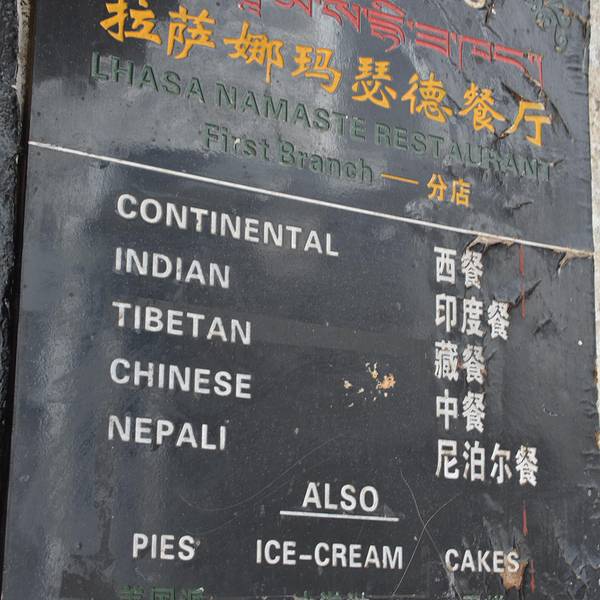 拉萨娜玛瑟德餐厅
LHASA NAMASTE RESTAURANT
First Branch — 分店
CONTINENTAL 西餐
INDIAN 印度餐
TIBETAN 藏餐
CHINESE 中餐
NEPALI 尼泊尔餐
ALSO
PIES ICE-CREAM CAKES